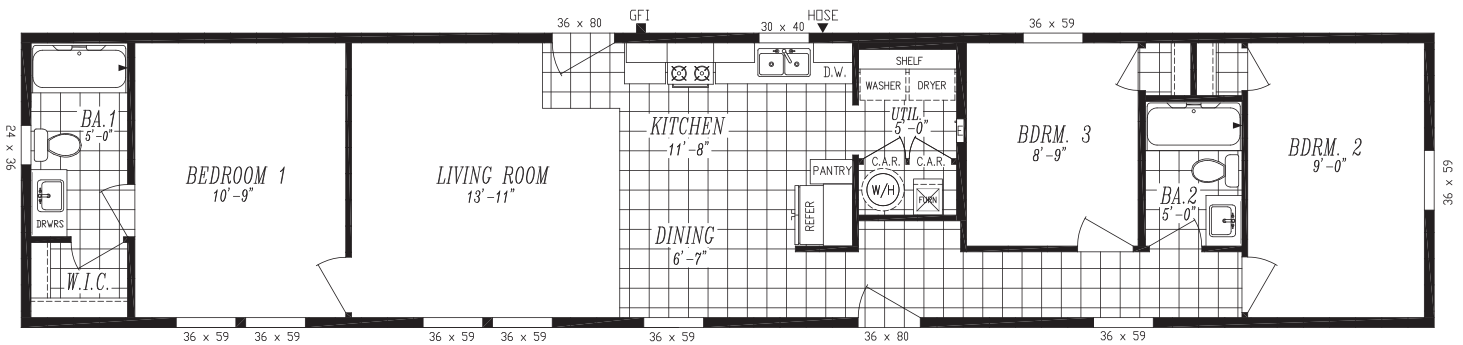 GFI
HOSE
36 x 80
30 x 40
36 x 59
24 x 36
BA.1
5'-0"
DRWRS
W.I.C.
BEDROOM 1
10'-9"
LIVING ROOM
13'-11"
KITCHEN
11'-8"
D.W.
DINING
6'-7"
PANTRY
REFER
SHELF
WASHER
DRYER
UTIL.
5'-0"
E
C.A.R.
C.A.R.
W/H
FURN
BDRM. 3
8'-9"
BA.2
5'-0"
BDRM. 2
9'-0"
36 x 59
36 x 59
36 x 59
36 x 59
36 x 59
36 x 59
36 x 80
36 x 59